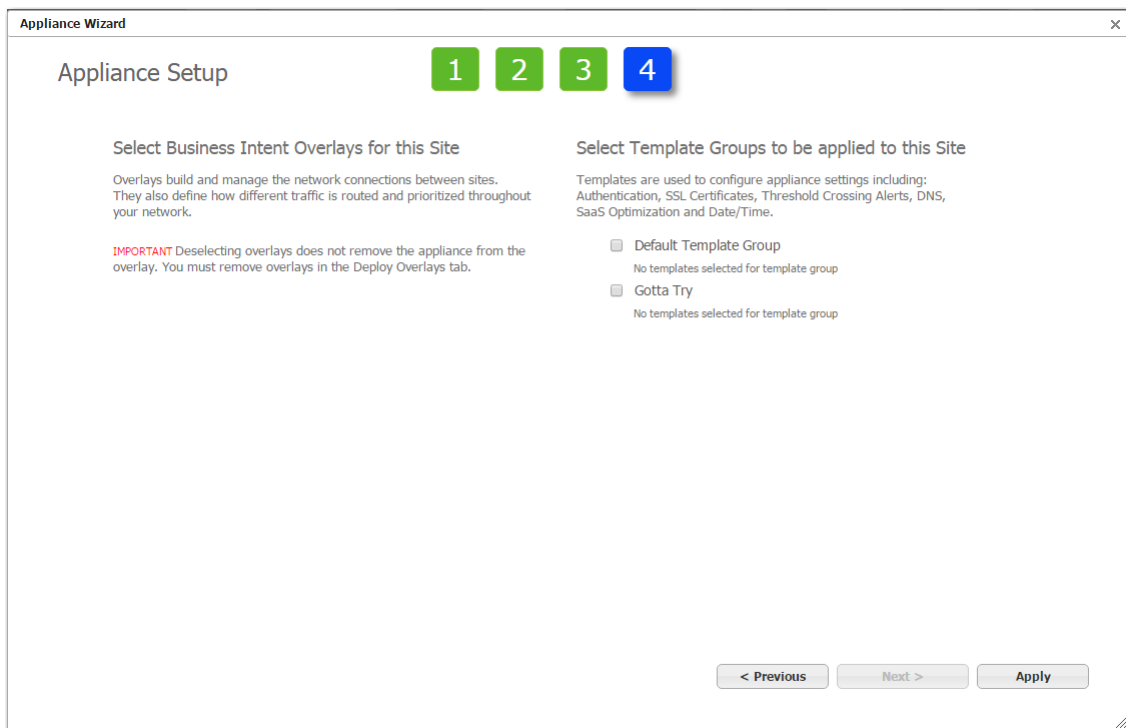 Appliance Wizard
Appliance Setup
1 2 3 4
Select Business Intent Overlays for this Site
Overlays build and manage the network connections between sites.
They also define how different traffic is routed and prioritized throughout
your network.
IMPORTANT Deselecting overlays does not remove the appliance from the
overlay. You must remove overlays in the Deploy Overlays tab.
Select Template Groups to be applied to this Site
Templates are used to configure appliance settings including:
Authentication, SSL Certificates, Threshold Crossing Alerts, DNS,
SaaS Optimization and Date/Time.
Default Template Group
No templates selected for template group
Gotta Try
No templates selected for template group
< Previous
Next >
Apply